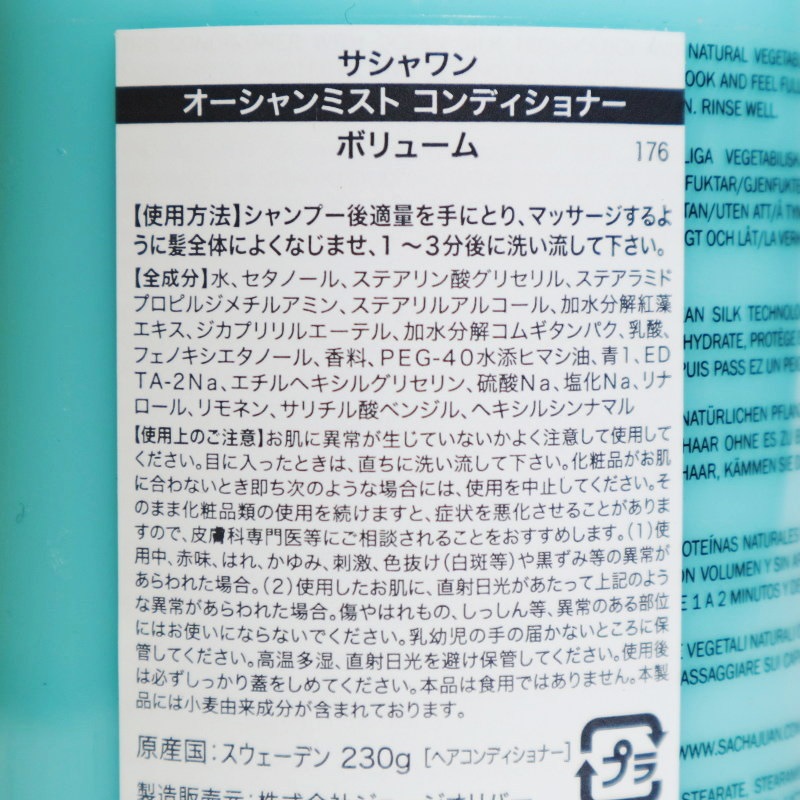 サシャワン
オーシャンミスト コンディショナー
ボリューム
176
【使用方法】シャンプー後適量を手にとり、マッサージするよ
うに髪全体によくなじませ、1〜3分後に洗い流して下さい。
【全成分】水、セタノール、ステアリン酸グリセリル、ステアラミド
プロピルジメチルアミン、ステアリルアルコール、加水分解紅藻
エキス、ジカプリリルエーテル、加水分解コムギタンパク、乳酸、
フェノキシエタノール、香料、PEG-40水添ヒマシ油、青1、ED
TA-2Na、エチルヘキシルグリセリン、硫酸Na、塩化Na、リナ
ロール、リモネン、サリチル酸ベンジル、ヘキシルシンナマル
【使用上のご注意】お肌に異常が生じていないかよく注意して使用して
ください。目に入ったときは、直ちに洗い流して下さい。化粧品がお肌
に合わないとき即ち次のような場合には、使用を中止してください。そ
のまま化粧品類の使用を続けますと、症状を悪化させることがありま
すので、皮膚科専門医等にご相談されることをおすすめします。(1)使
用中、赤味、はれ、かゆみ、刺激、色抜け(白斑等)や黒ずみ等の異常が
あらわれた場合。(2)使用したお肌に、直射日光があたって上記のよう
な異常があらわれた場合。傷やはれもの、しっしん等、異常のある部位
にはお使いにならないでください。乳幼児の手の届かないところに保
管してください。高温多湿、直射日光を避け保管してください。使用後
は必ずしっかり蓋をしめてください。本品は食用ではありません。本製
品には小麦由来成分が含まれております。
原産国:スウェーデン 230g [ヘアコンディショナー]
プラ
NATURAL
OOK AND FEEL
N. RINSE WELL.
LIGA VEGETABILISK
FUKTAR/GJENFUKTE
TAN/UTEN ATT/Å
GT OCH LÅT/LA
AN SILK TECHNOLO
HYDRATE, PROTÈGE
PUIS PASS EZ UN
NATÜRLICHEN
HAAR OHNE ES ZU
HAAR, KÄMMEN SIE
OTEÍNAS NATURALES
ON VOLUMEN Y SIN
E 1 A 2 MINUTOS Y
VEGETALI NATURALI
ASSAGGIARE SUI
WWW.SACHAJUAN.CO
STEARATE,